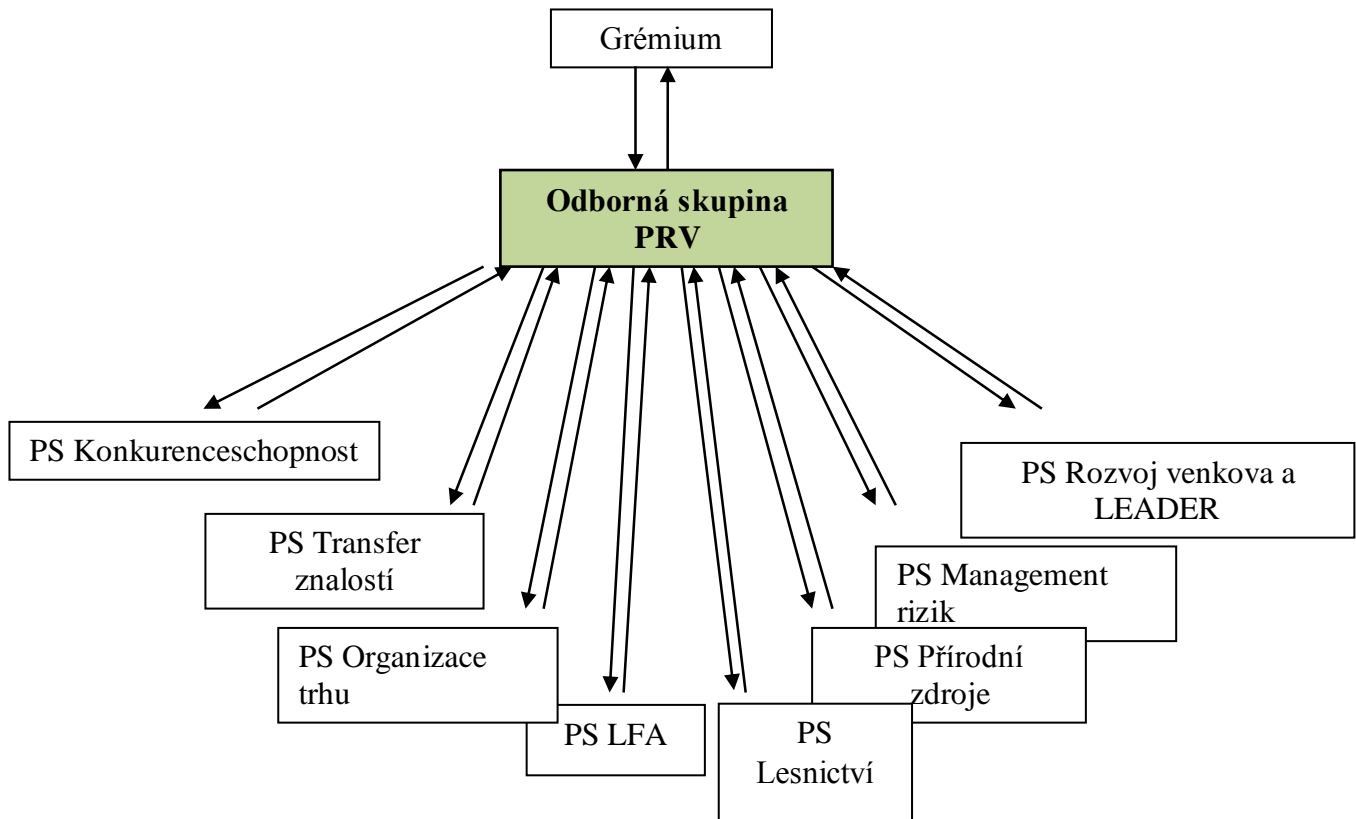 Grémium
Odborná skupina
PRV
PS Konkurenceschopnost
PS Rozvoj venkova a
LEADER
PS Transfer
znalostí
PS Management
rizik
PS Organizace
trhu
PS Přírodní
zdroje
PS LFA
PS
Lesnictví